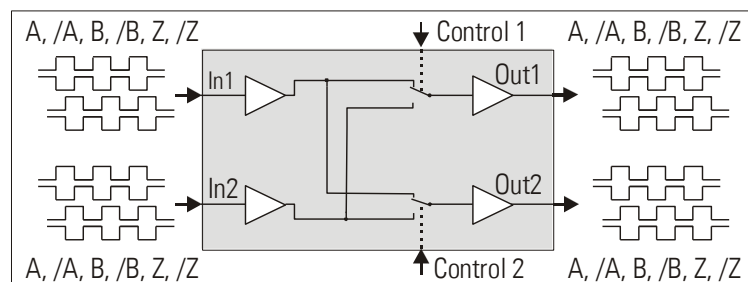 A, /A, B, /B, Z, /Z
Control 1
A, /A, B, /B, Z, /Z
In1
Out1
In2
Out2
A, /A, B, /B, Z, /Z
Control 2
A, /A, B, /B, Z, /Z